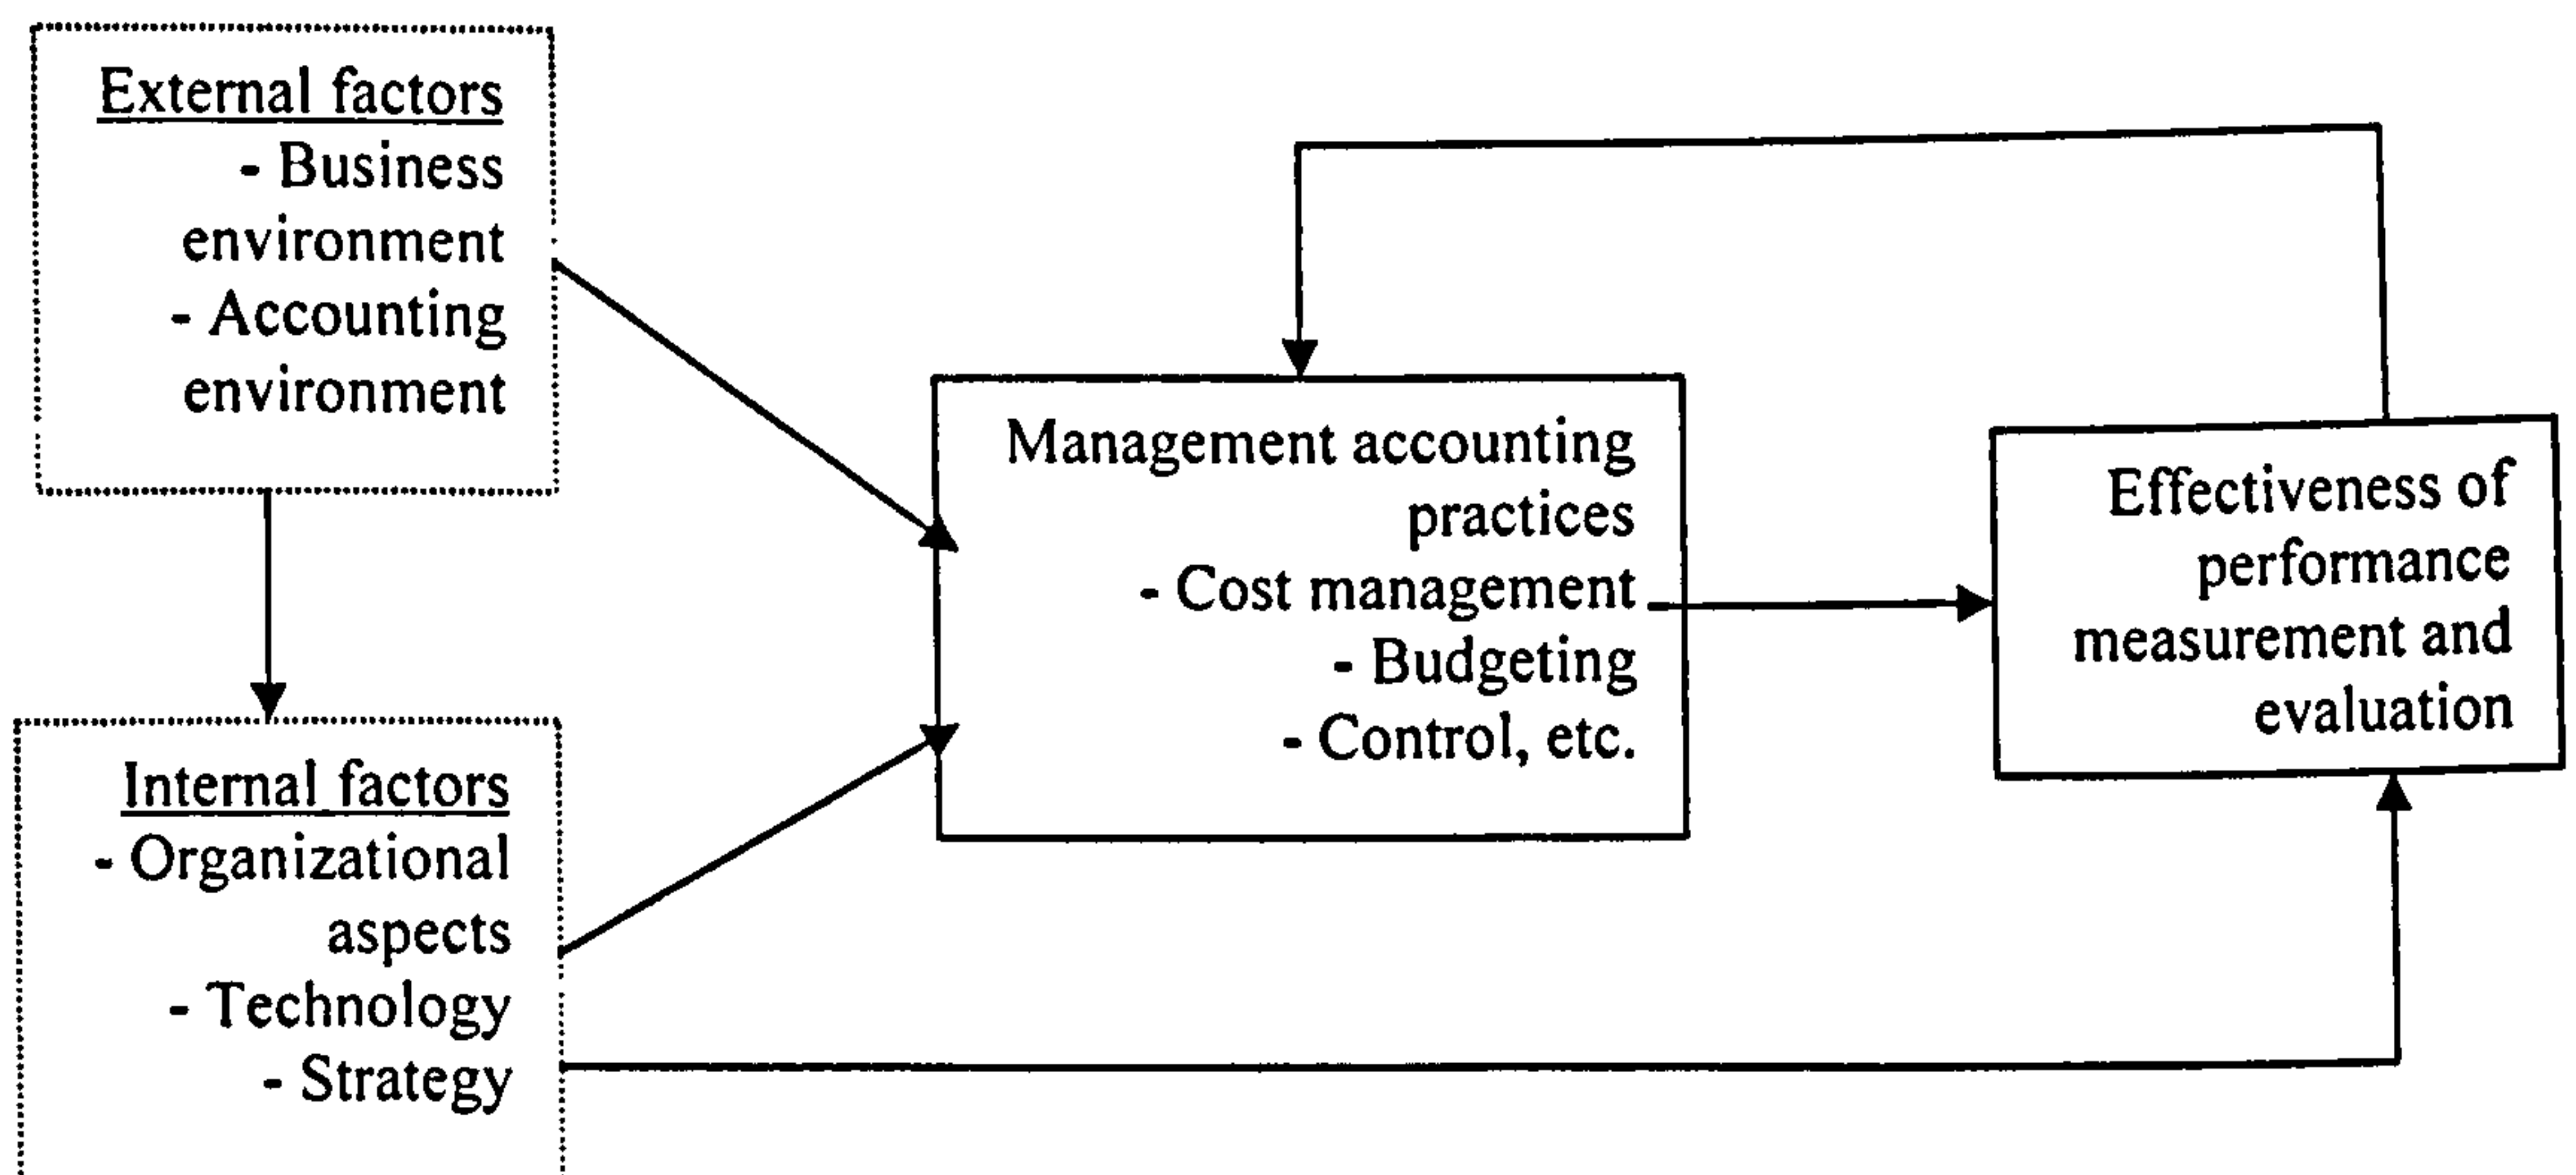 External factors
- Business
environment
- Accounting
environment
Internal factors
- Organizational
aspects
- Technology
- Strategy
Management accounting
practices
- Cost management
- Budgeting
- Control, etc.
Effectiveness of
performance
measurement and
evaluation